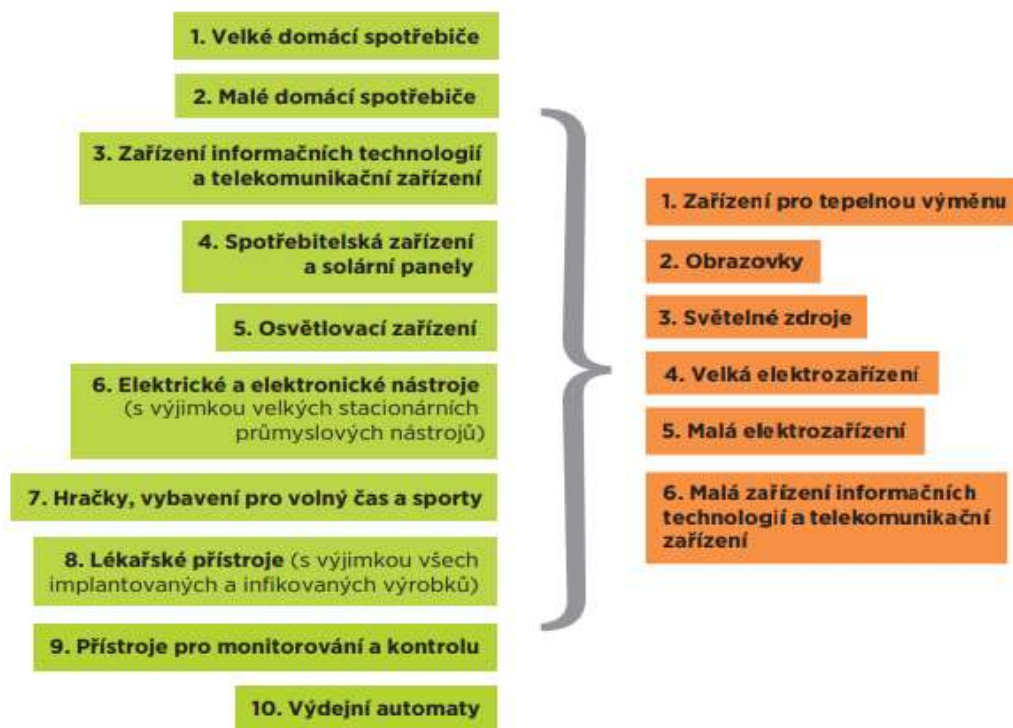 1. Velké domácí spotřebiče
2. Malé domácí spotřebiče
3. Zařízení informačních technologií
a telekomunikační zařízení
4. Spotřebitelská zařízení
a solární panely
5. Osvětlovací zařízení
6. Elektrické a elektronické nástroje
(s výjimkou velkých stacionárních
průmyslových nástrojů)
7. Hračky, vybavení pro volný čas a sporty
8. Lékařské přístroje (s výjimkou všech
implantovaných a infikovaných výrobků)
9. Přístroje pro monitorování a kontrolu
10. Výdejní automaty
1. Zařízení pro tepelnou výměnu
2. Obrazovky
3. Světelné zdroje
4. Velká elektrozařízení
5. Malá elektrozařízení
6. Malá zařízení informačních
technologií a telekomunikační
zařízení